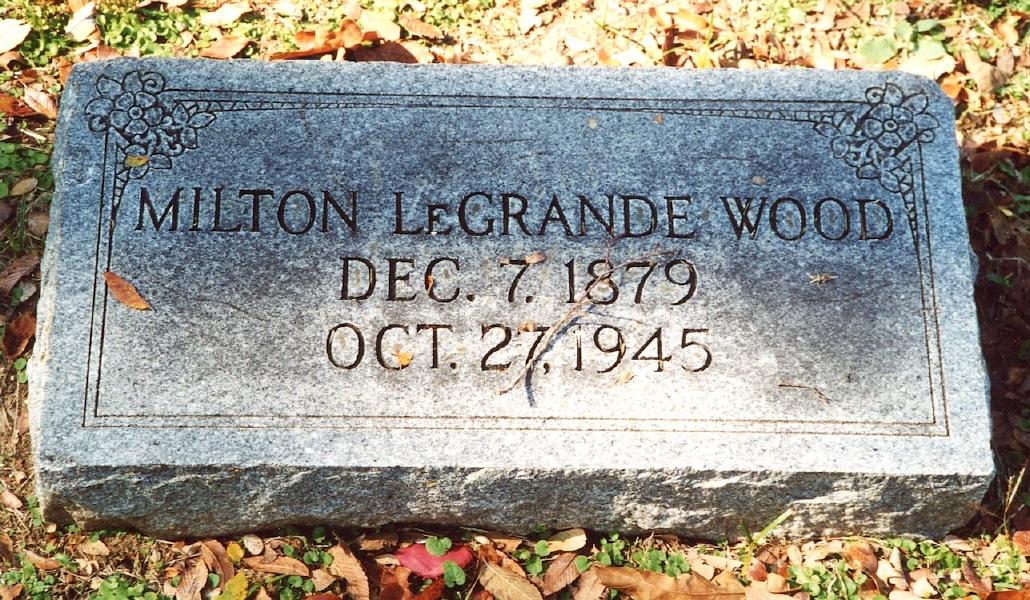 MILTON LEGRANDE WOOD
DEC. 7. 1879
OCT. 27, 1945